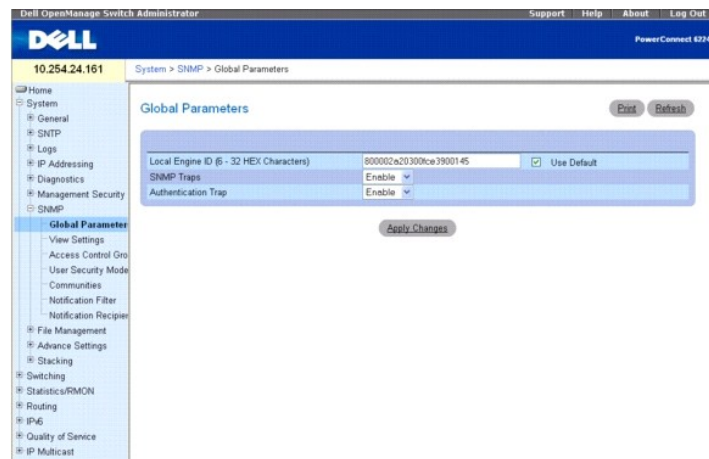 Dell OpenManage Switch Administrator
Support Help About Log Out
DELL
PowerConnect 6224
10.254.24.161
System > SNMP > Global Parameters
Home
System
General
SNTP
Logs
IP Addressing
Diagnostics
Management Security
SNMP
Global Parameter
View Settings
Access Control Gro
User Security Mode
Communities
Notification Filter
Notification Recipier
File Management
Advance Settings
Stacking
Switching
Statistics/RMON
Routing
IPv6
Quality of Service
IP Multicast
Global Parameters
Print Refresh
Local Engine ID (6 - 32 HEX Characters) 800002a20300fce3900145 Use Default
SNMP Traps Enable
Authentication Trap Enable
Apply Changes